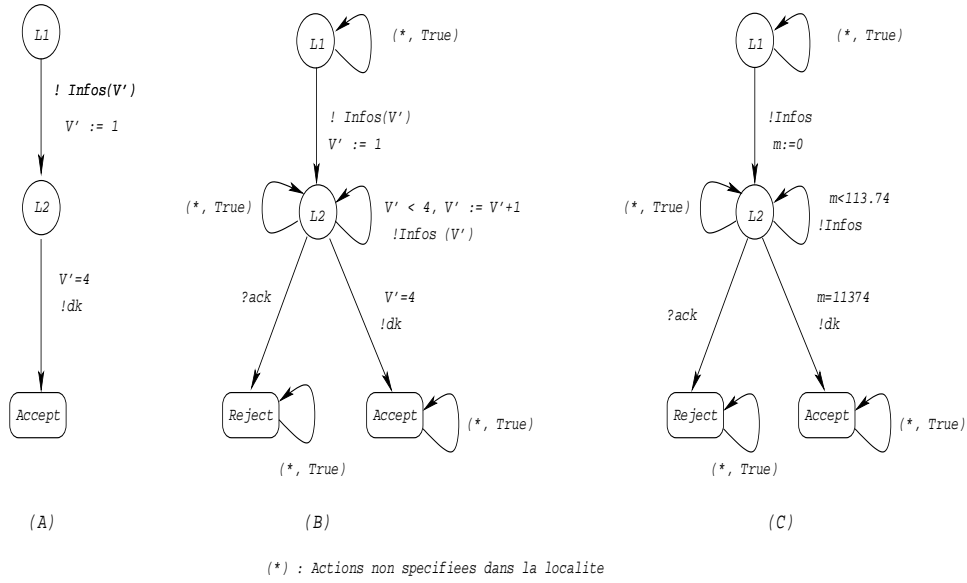 L1
! Infos(V')
V' := 1
L2
V'=4
!dk
Accept
(A)
L1
(*, True)
! Infos(V')
V' := 1
(*, True)
L2
V' < 4, V' := V'+1
!Infos (V')
?ack
V'=4
!dk
Reject
(*, True)
Accept
(*, True)
(B)
L1
(*, True)
!Infos
m:=0
(*, True)
L2
m<113.74
!Infos
?ack
m=11374
!dk
Reject
(*, True)
Accept
(*, True)
(C)
(*) : Actions non specifiees dans la localite